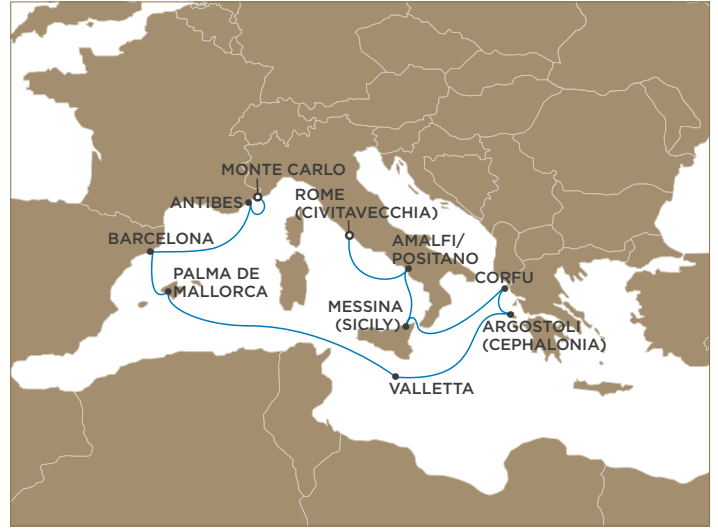 MONTE CARLO
ANTIBES
ROME
(CIVITAVECCHIA)
BARCELONA
AMALFI/
POSITANO
PALMA DE
MALLORCA
CORFU
MESSINA
(SICILY)
ARGOSTOLI
(CEPHALONIA)
VALLETTA